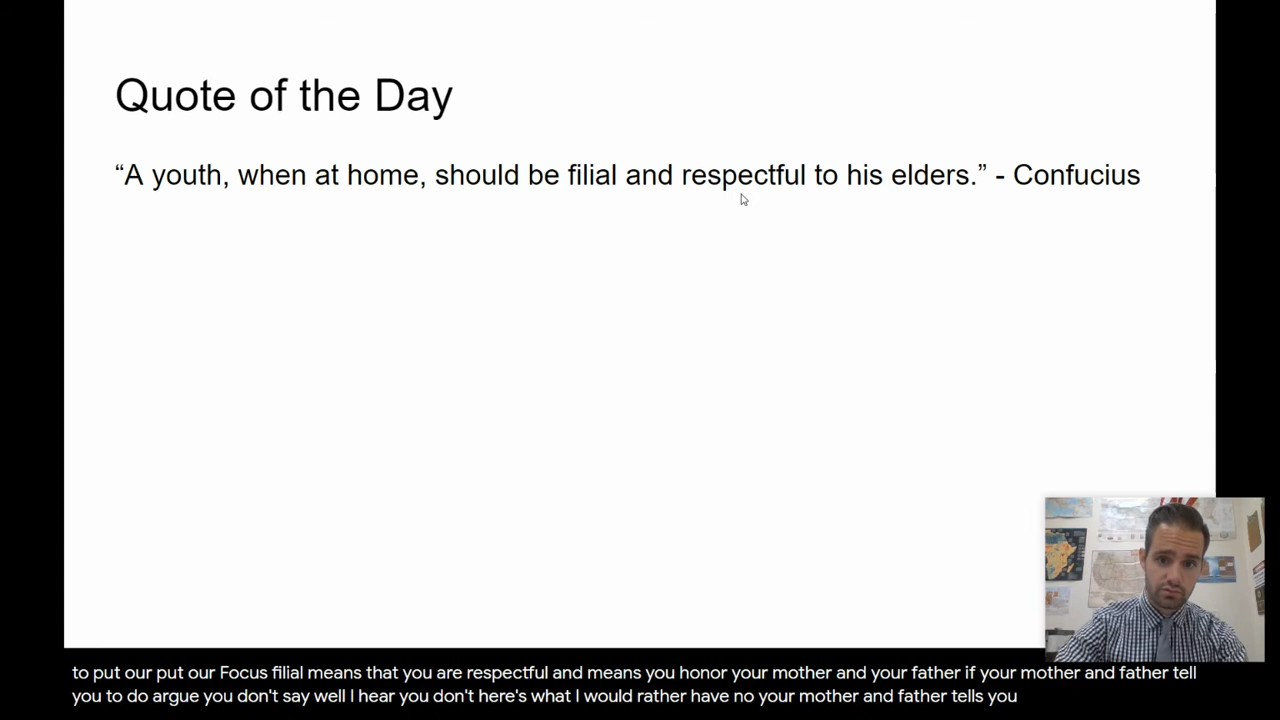 Quote of the Day
“A youth, when at home, should be filial and respectful to his elders.” - Confucius
to put our put our Focus filial means that you are respectful and means you honor your mother and your father if your mother and father tell
you to do argue you don't say well I hear you don't here's what I would rather have no your mother and father tells you